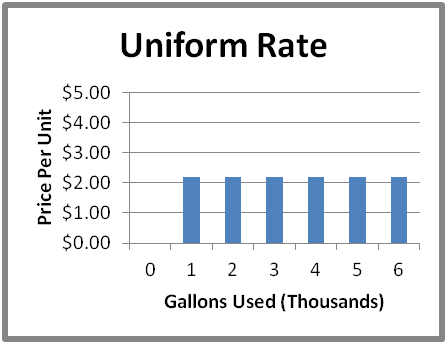 Uniform Rate
Price Per Unit
$5.00
$4.00
$3.00
$2.00
$1.00
$0.00
0 1 2 3 4 5 6
Gallons Used (Thousands)